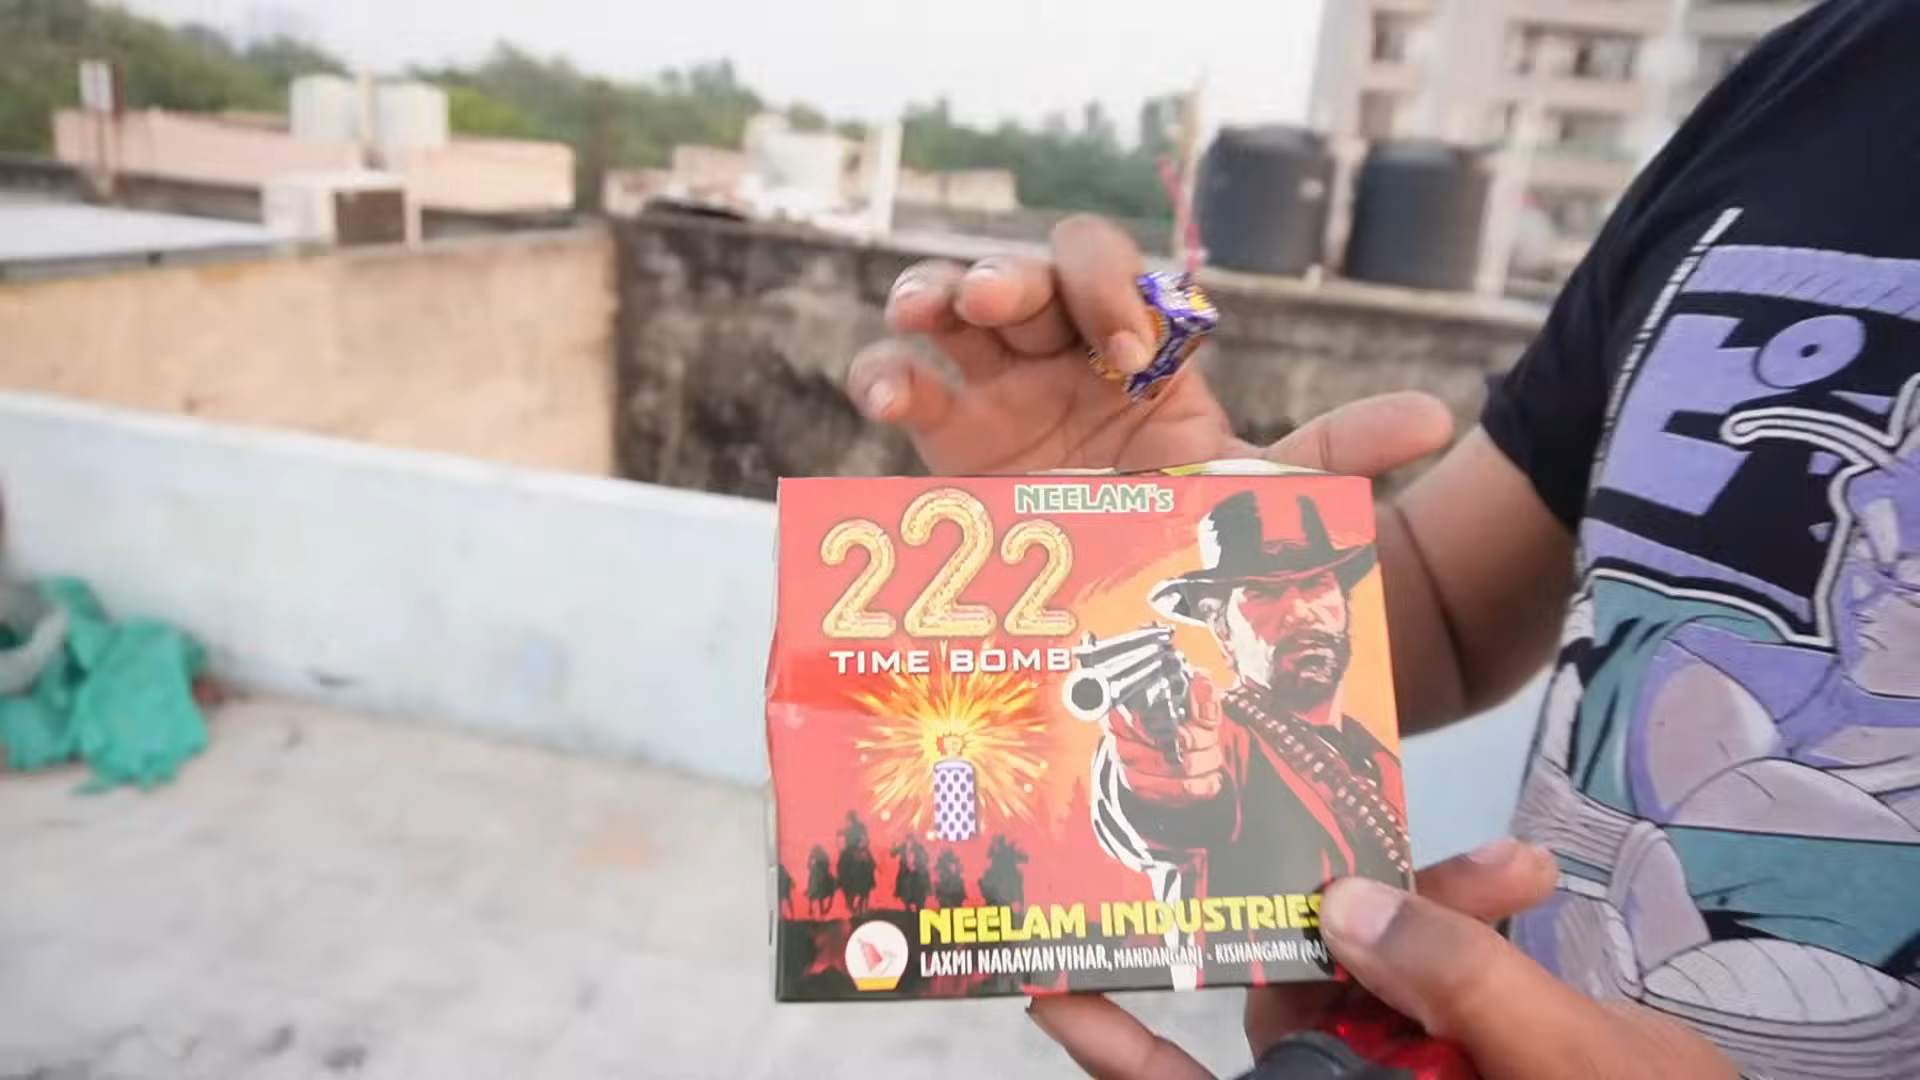 NEELAM's
222
TIME BOMB
NEELAM INDUSTRIES
LAXMI NARAYAN VIHAR, MANDANGANJ - KISHANGARH (RAJ